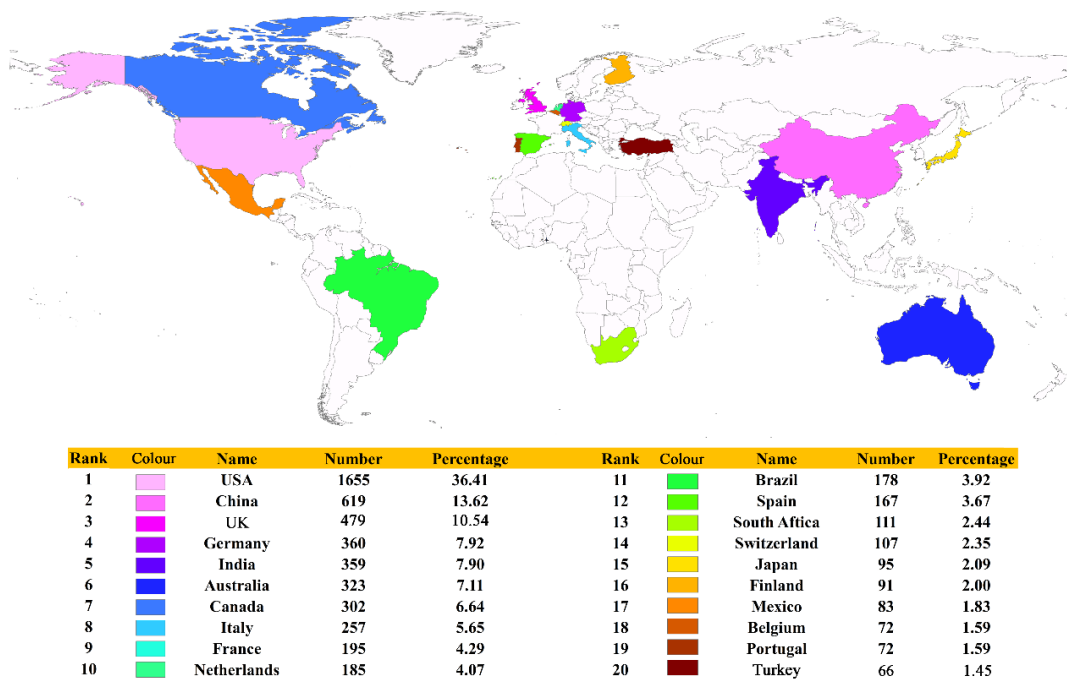 Rank Colour Name Number Percentage Rank Colour Name Number Percentage
1 USA 1655 36.41 11 Brazil 178 3.92
2 China 619 13.62 12 Spain 167 3.67
3 UK 479 10.54 13 South Aftica 111 2.44
4 Germany 360 7.92 14 Switzerland 107 2.35
5 India 359 7.90 15 Japan 95 2.09
6 Australia 323 7.11 16 Finland 91 2.00
7 Canada 302 6.64 17 Mexico 83 1.83
8 Italy 257 5.65 18 Belgium 72 1.59
9 France 195 4.29 19 Portugal 72 1.59
10 Netherlands 185 4.07 20 Turkey 66 1.45